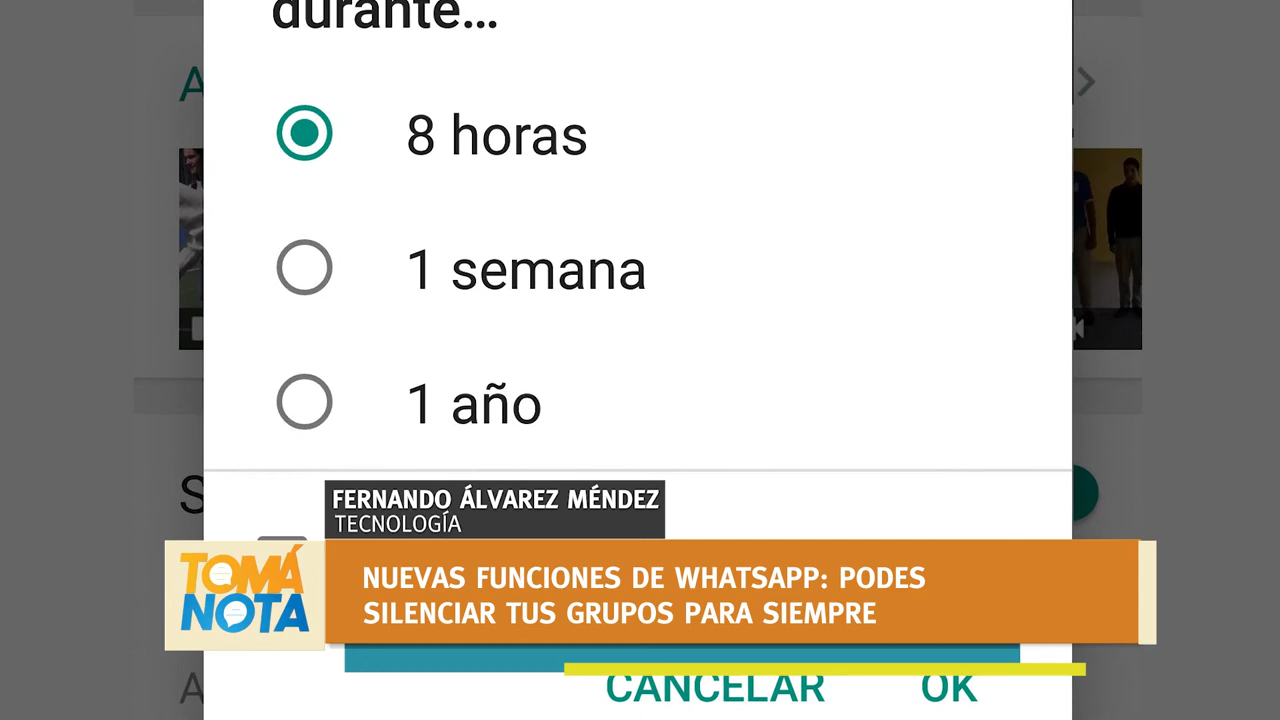 durante...
8 horas
1 semana
1 año
FERNANDO ÁLVAREZ MÉNDEZ
TECNOLOGÍA
TOMÁ
NOTA
NUEVAS FUNCIONES DE WHATSAPP: PODES
SILENCIAR TUS GRUPOS PARA SIEMPRE
CANCELAR OK